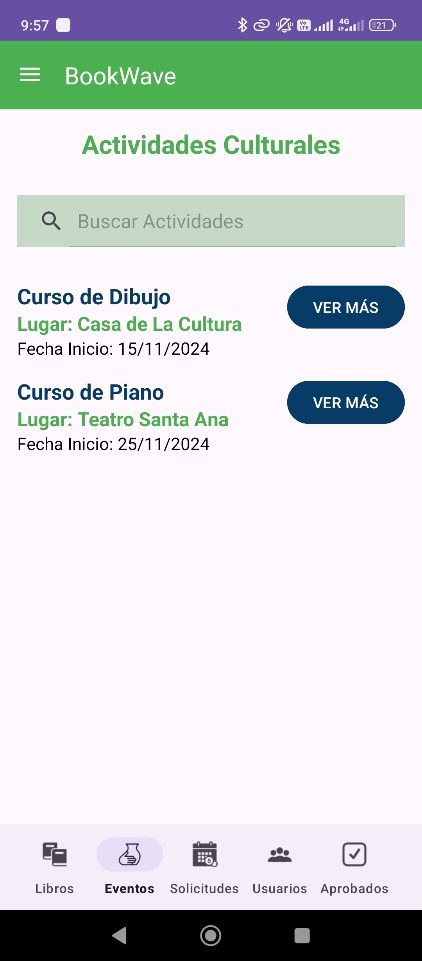 9:57
4G
21
BookWave
Actividades Culturales
Buscar Actividades
Curso de Dibujo
Lugar: Casa de La Cultura
Fecha Inicio: 15/11/2024
VER MÁS
Curso de Piano
Lugar: Teatro Santa Ana
Fecha Inicio: 25/11/2024
VER MÁS
Libros
Eventos
Solicitudes
Usuarios
Aprobados